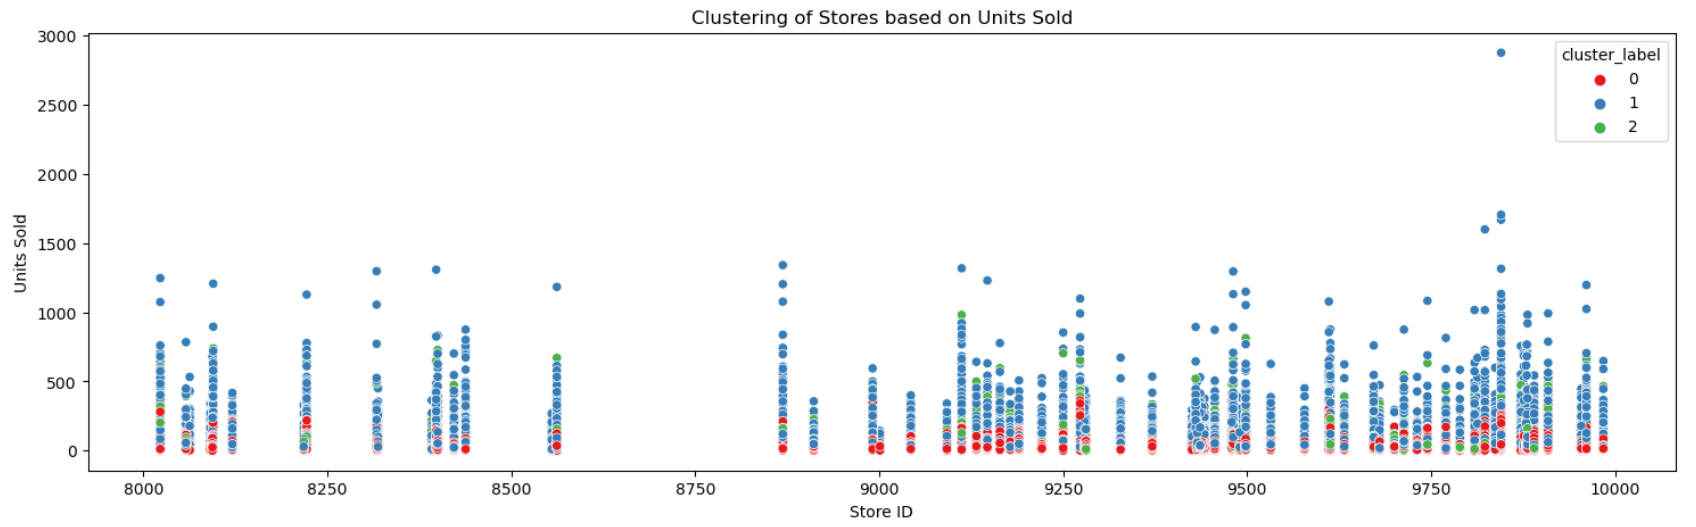 Clustering of Stores based on Units Sold
3000
2500
2000
1500
1000
500
0
Units Sold
cluster_label
0
1
2
8000 8250 8500 8750 9000 9250 9500 9750 10000
Store ID